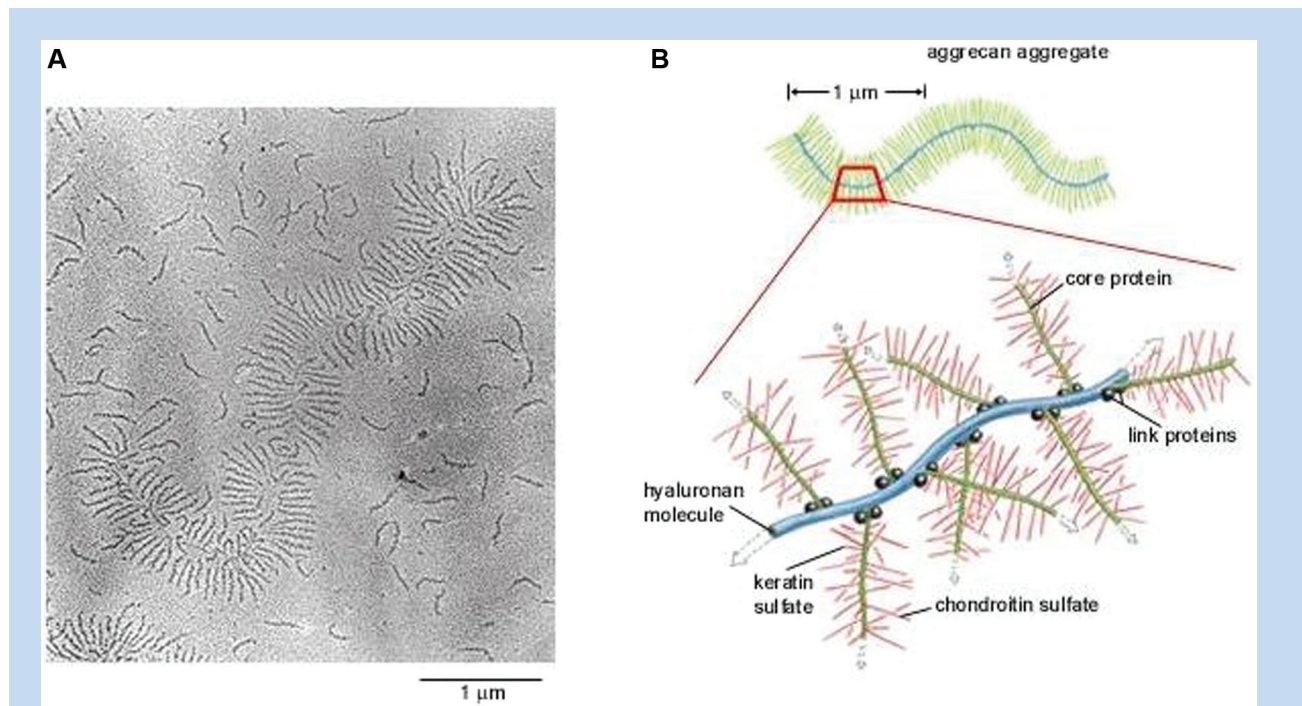 A
B
aggrecan aggregate
1 μm
core protein
link proteins
hyaluronan
molecule
keratin
sulfate
chondroitin sulfate
1 μm